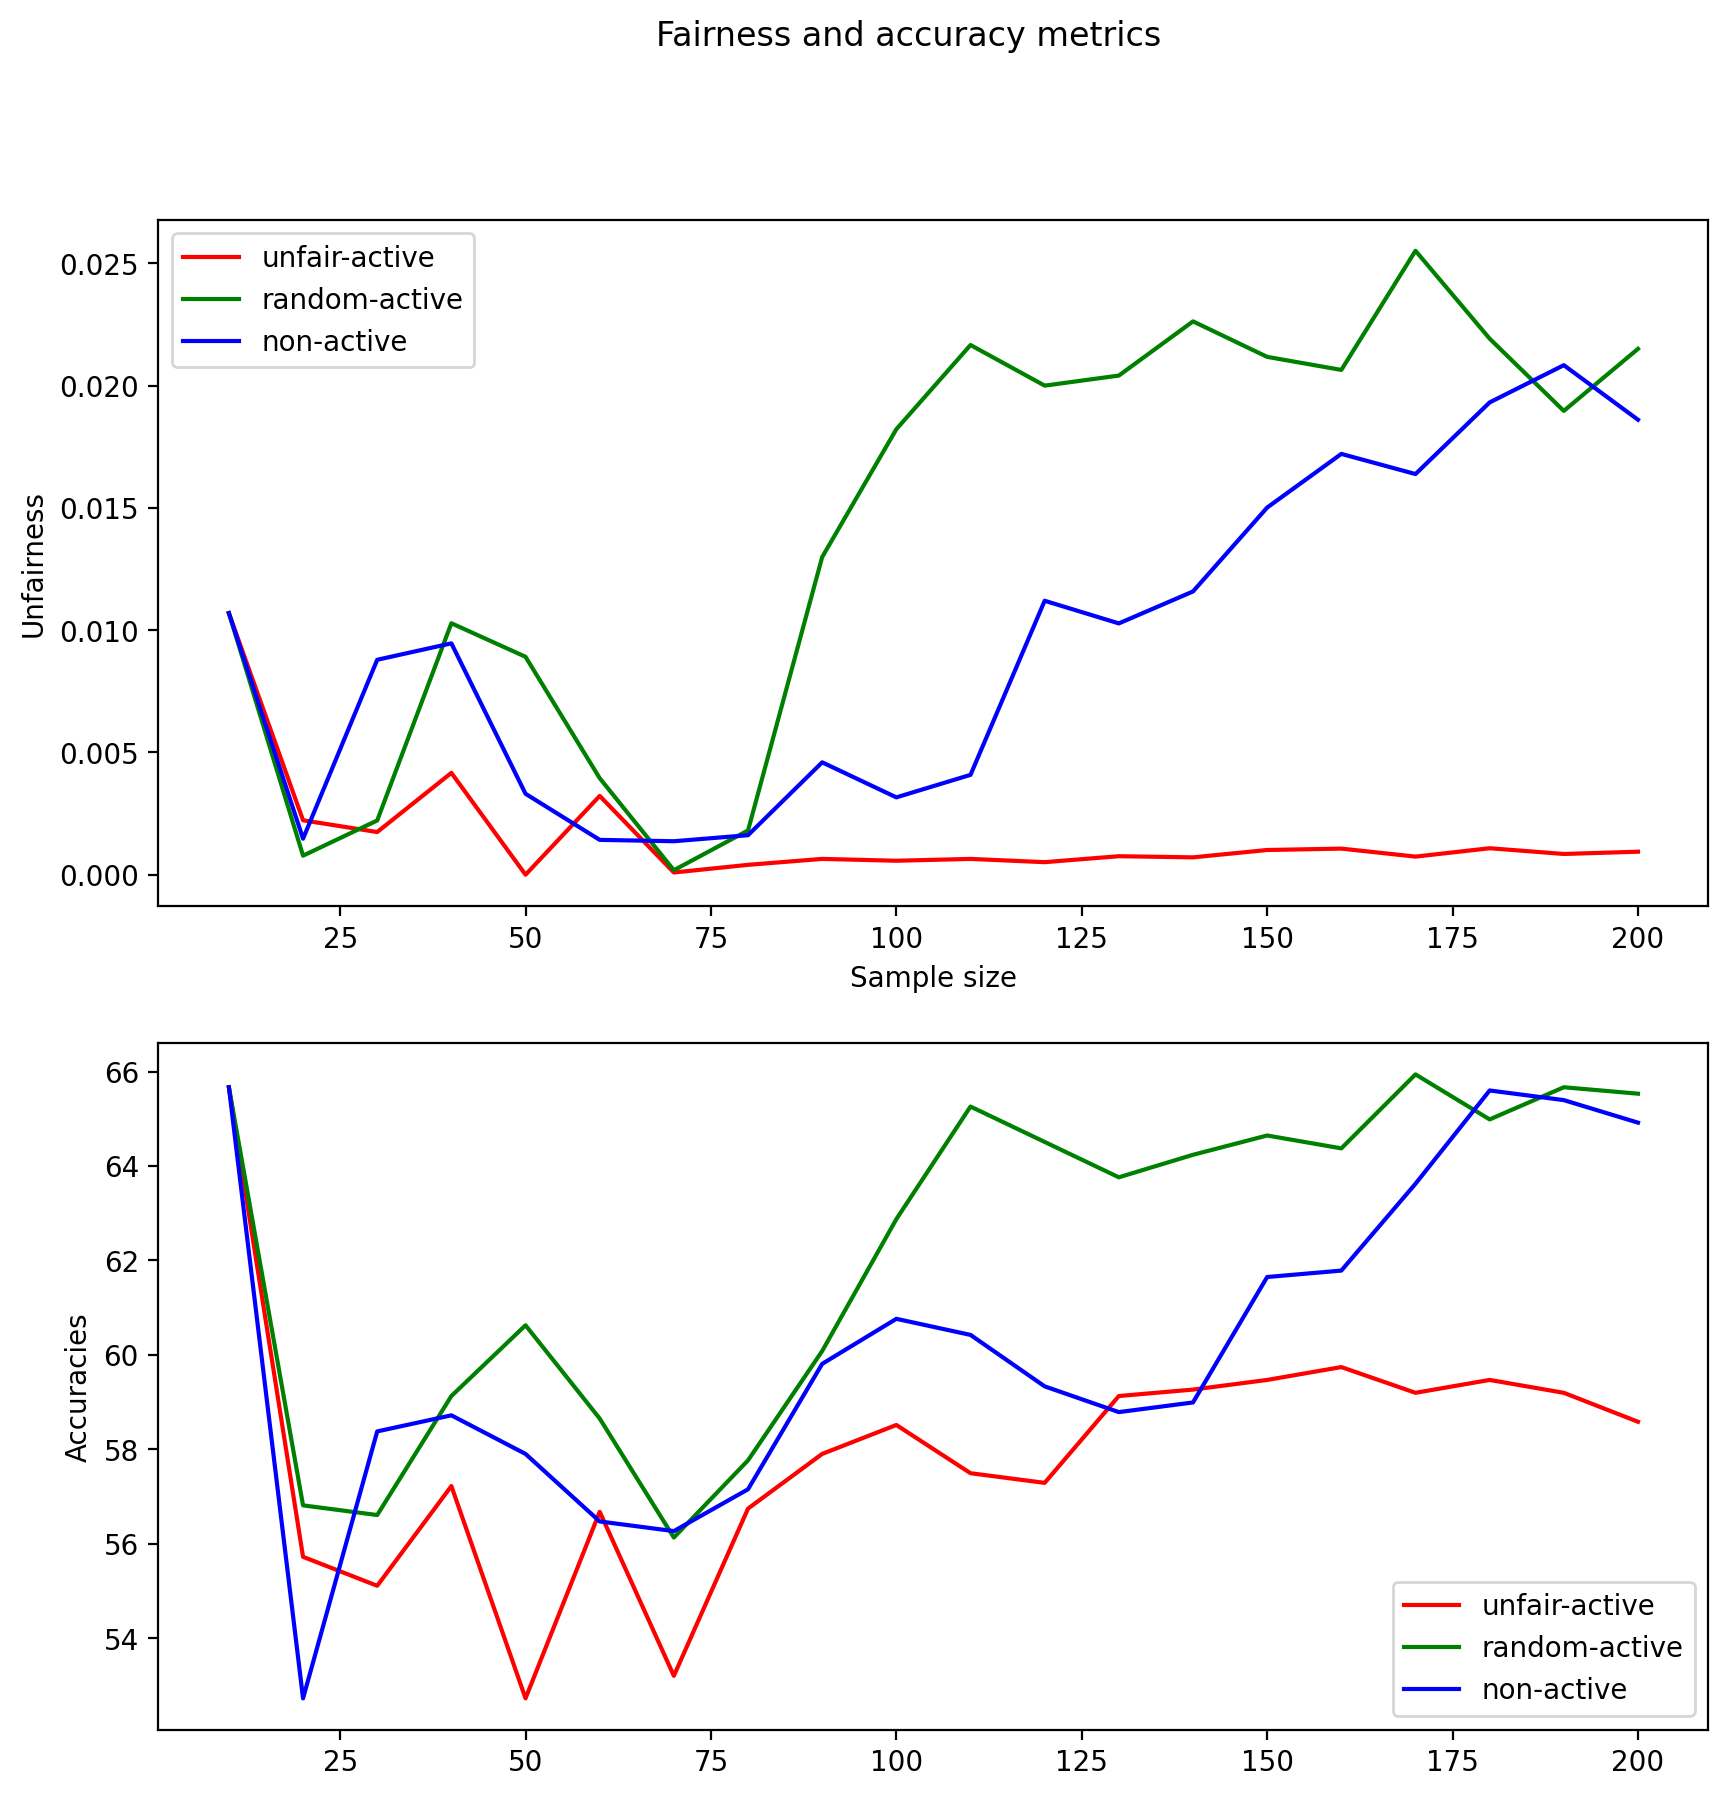 Fairness and accuracy metrics
unfair-active
random-active
non-active
Unfairness
0.025
0.020
0.015
0.010
0.005
0.000
25 50 75 100 125 150 175 200
Sample size
Accuracies
66
64
62
60
58
56
54
unfair-active
random-active
non-active
25 50 75 100 125 150 175 200